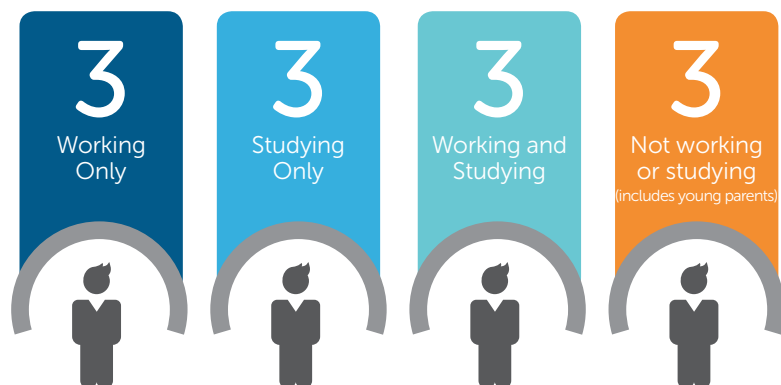 3
Working
Only
3
Studying
Only
3
Working and
Studying
3
Not working
or studying
(includes young parents)